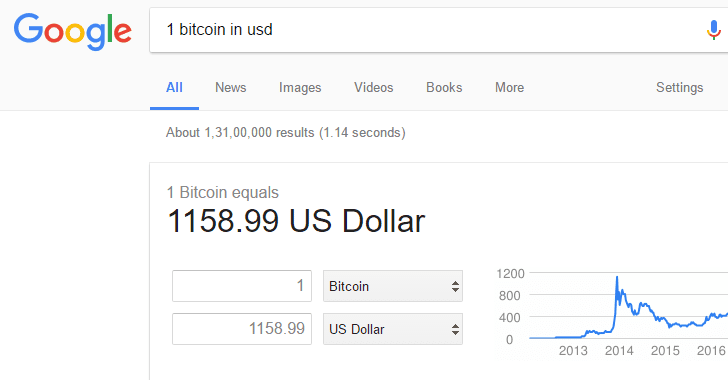 Google
1 bitcoin in usd
All News Images Videos Books More Settings
About 1,31,00,000 results (1.14 seconds)
1 Bitcoin equals
1158.99 US Dollar
1 Bitcoin
1158.99 US Dollar
1200
800
400
0
2013 2014 2015 2016